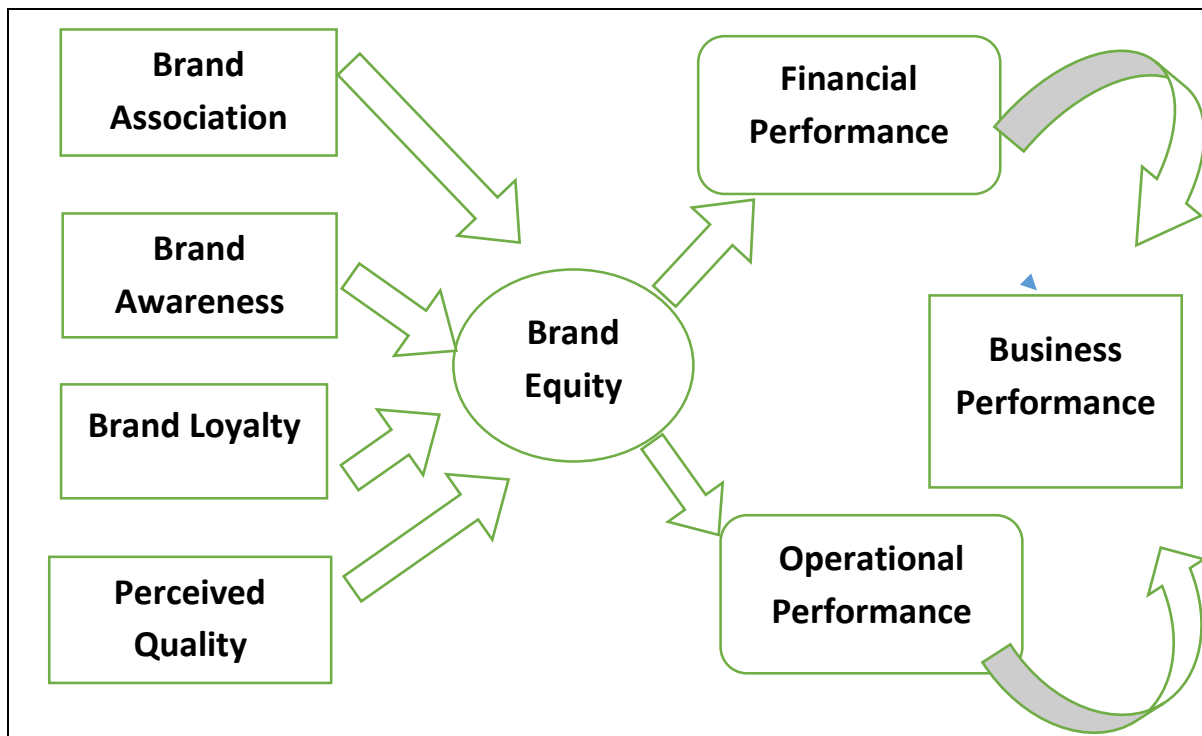 Brand
Association
Brand
Awareness
Brand Loyalty
Perceived
Quality
Brand
Equity
Financial
Performance
Operational
Performance
Business
Performance